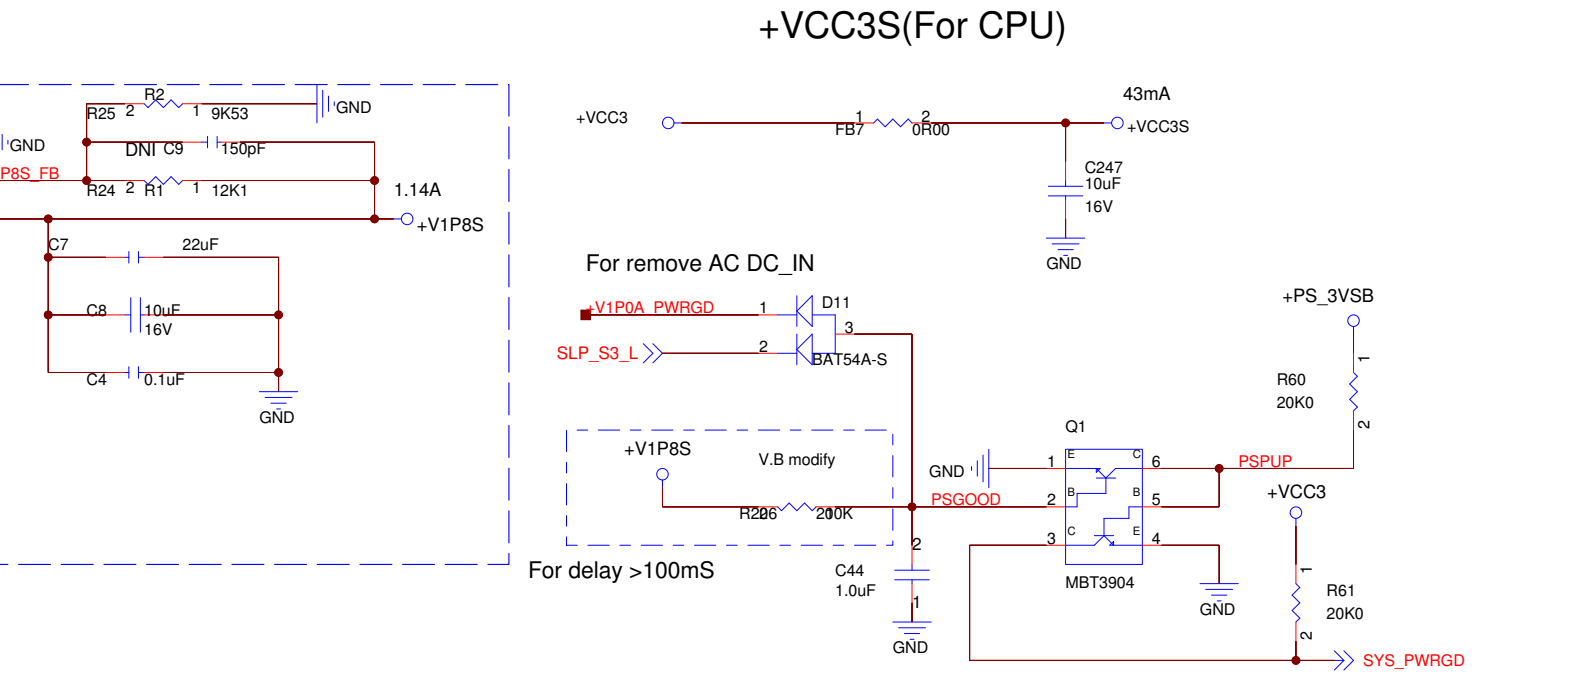 +VCC3S(For CPU)
R2
R25 2 1 9K53
GND
GND
DNI C9 150pF
P8S_FB
R24 2 R1 1 12K1
1.14A
+V1P8S
C7 22uF
C8 10uF
16V
C4 0.1uF
GND
43mA
+VCC3
1 2
FB7 0R00
+VCC3S
C247
10uF
16V
GND
For remove AC DC_IN
+V1P0A_PWRGD 1
D11
3
SLP_S3_L 2
BAT54A-S
+V1P8S
V.B modify
For delay >100mS
PSGOOD
2
C44
1.0uF
1
GND
Q1
GND
1 E C 6
2 B B 5
3 C E 4
MBT3904
GND
+PS_3VSB
1
R60
20K0
2
PSPUP
+VCC3
1
R61
20K0
2
SYS_PWRGD